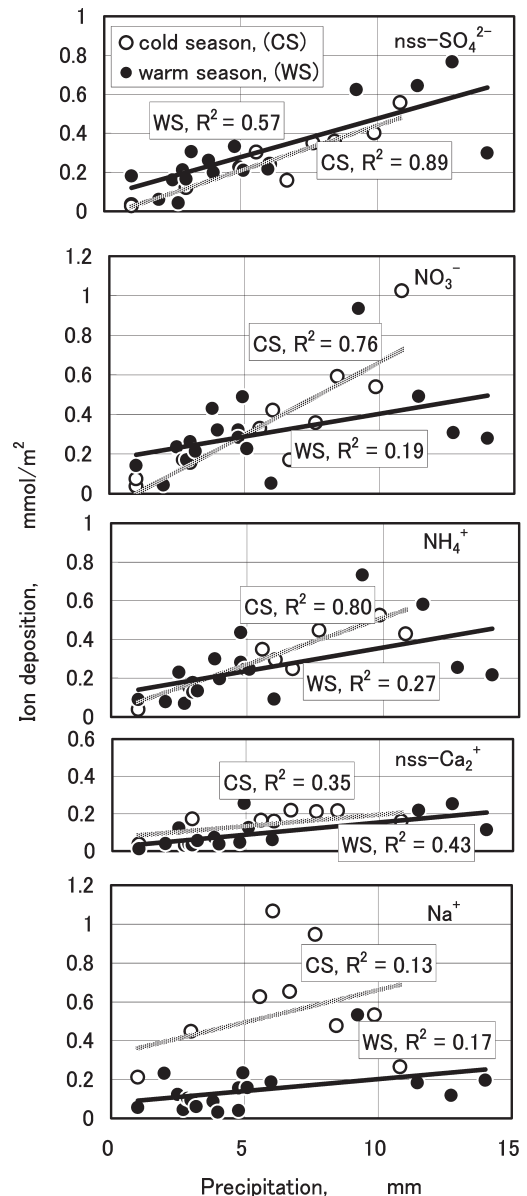 1
0.8
0.6
0.4
0.2
0
cold season, (CS)
warm season, (WS)
nss-SO₄²⁻
WS, R² = 0.57
CS, R² = 0.89
1.2
1
0.8
0.6
0.4
0.2
0
NO₃⁻
CS, R² = 0.76
WS, R² = 0.19
Ion deposition, mmol/m²
1
0.8
0.6
0.4
0.2
0
NH₄⁺
CS, R² = 0.80
WS, R² = 0.27
0.6
0.4
0.2
0
nss-Ca₂⁺
CS, R² = 0.35
WS, R² = 0.43
1.2
1
0.8
0.6
0.4
0.2
0
Na⁺
CS, R² = 0.13
WS, R² = 0.17
0 5 10 15
Precipitation, mm